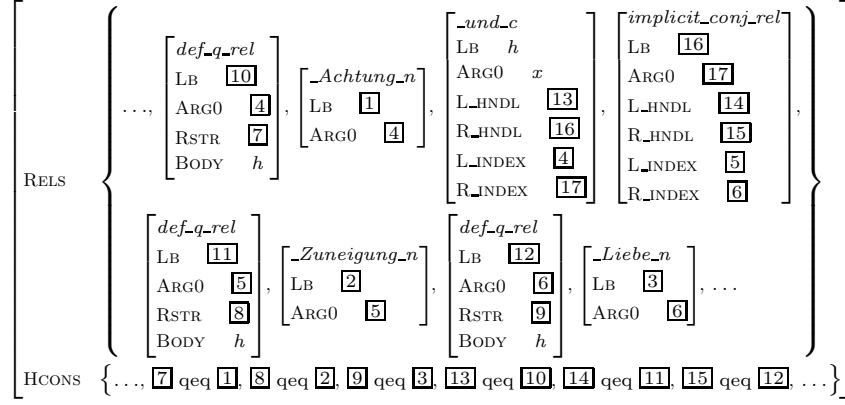 def_q_rel
LB 10
ARG0 4
RSTR 7
BODY h
_Achtung_n
LB 1
ARG0 4
_und_c
LB h
ARG0 x
L_HNDL 13
R_HNDL 16
L_INDEX 4
R_INDEX 17
implicit_conj_rel
LB 16
ARG0 17
L_HNDL 14
R_HNDL 15
L_INDEX 5
R_INDEX 6
RELS { ..., , , , ,
def_q_rel
LB 11
ARG0 5
RSTR 8
BODY h
_Zuneigung_n
LB 2
ARG0 5
def_q_rel
LB 12
ARG0 6
RSTR 9
BODY h
_Liebe_n
LB 3
ARG0 6
, , , , ... }
HCONS {..., 7 qeq 1, 8 qeq 2, 9 qeq 3, 13 qeq 10, 14 qeq 11, 15 qeq 12, ...}